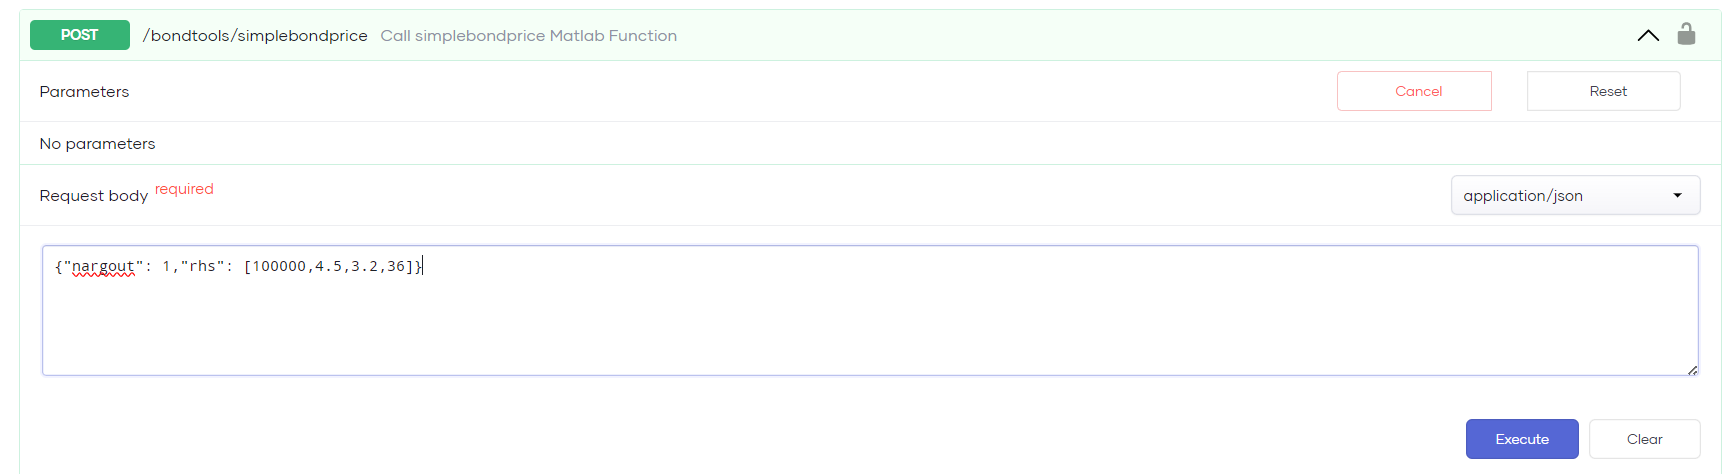 POST /bondtools/simplebondprice Call simplebondprice Matlab Function
Parameters Cancel Reset
No parameters
Request body required application/json
{"nargout": 1,"rhs": [100000,4.5,3.2,36]}
Execute Clear